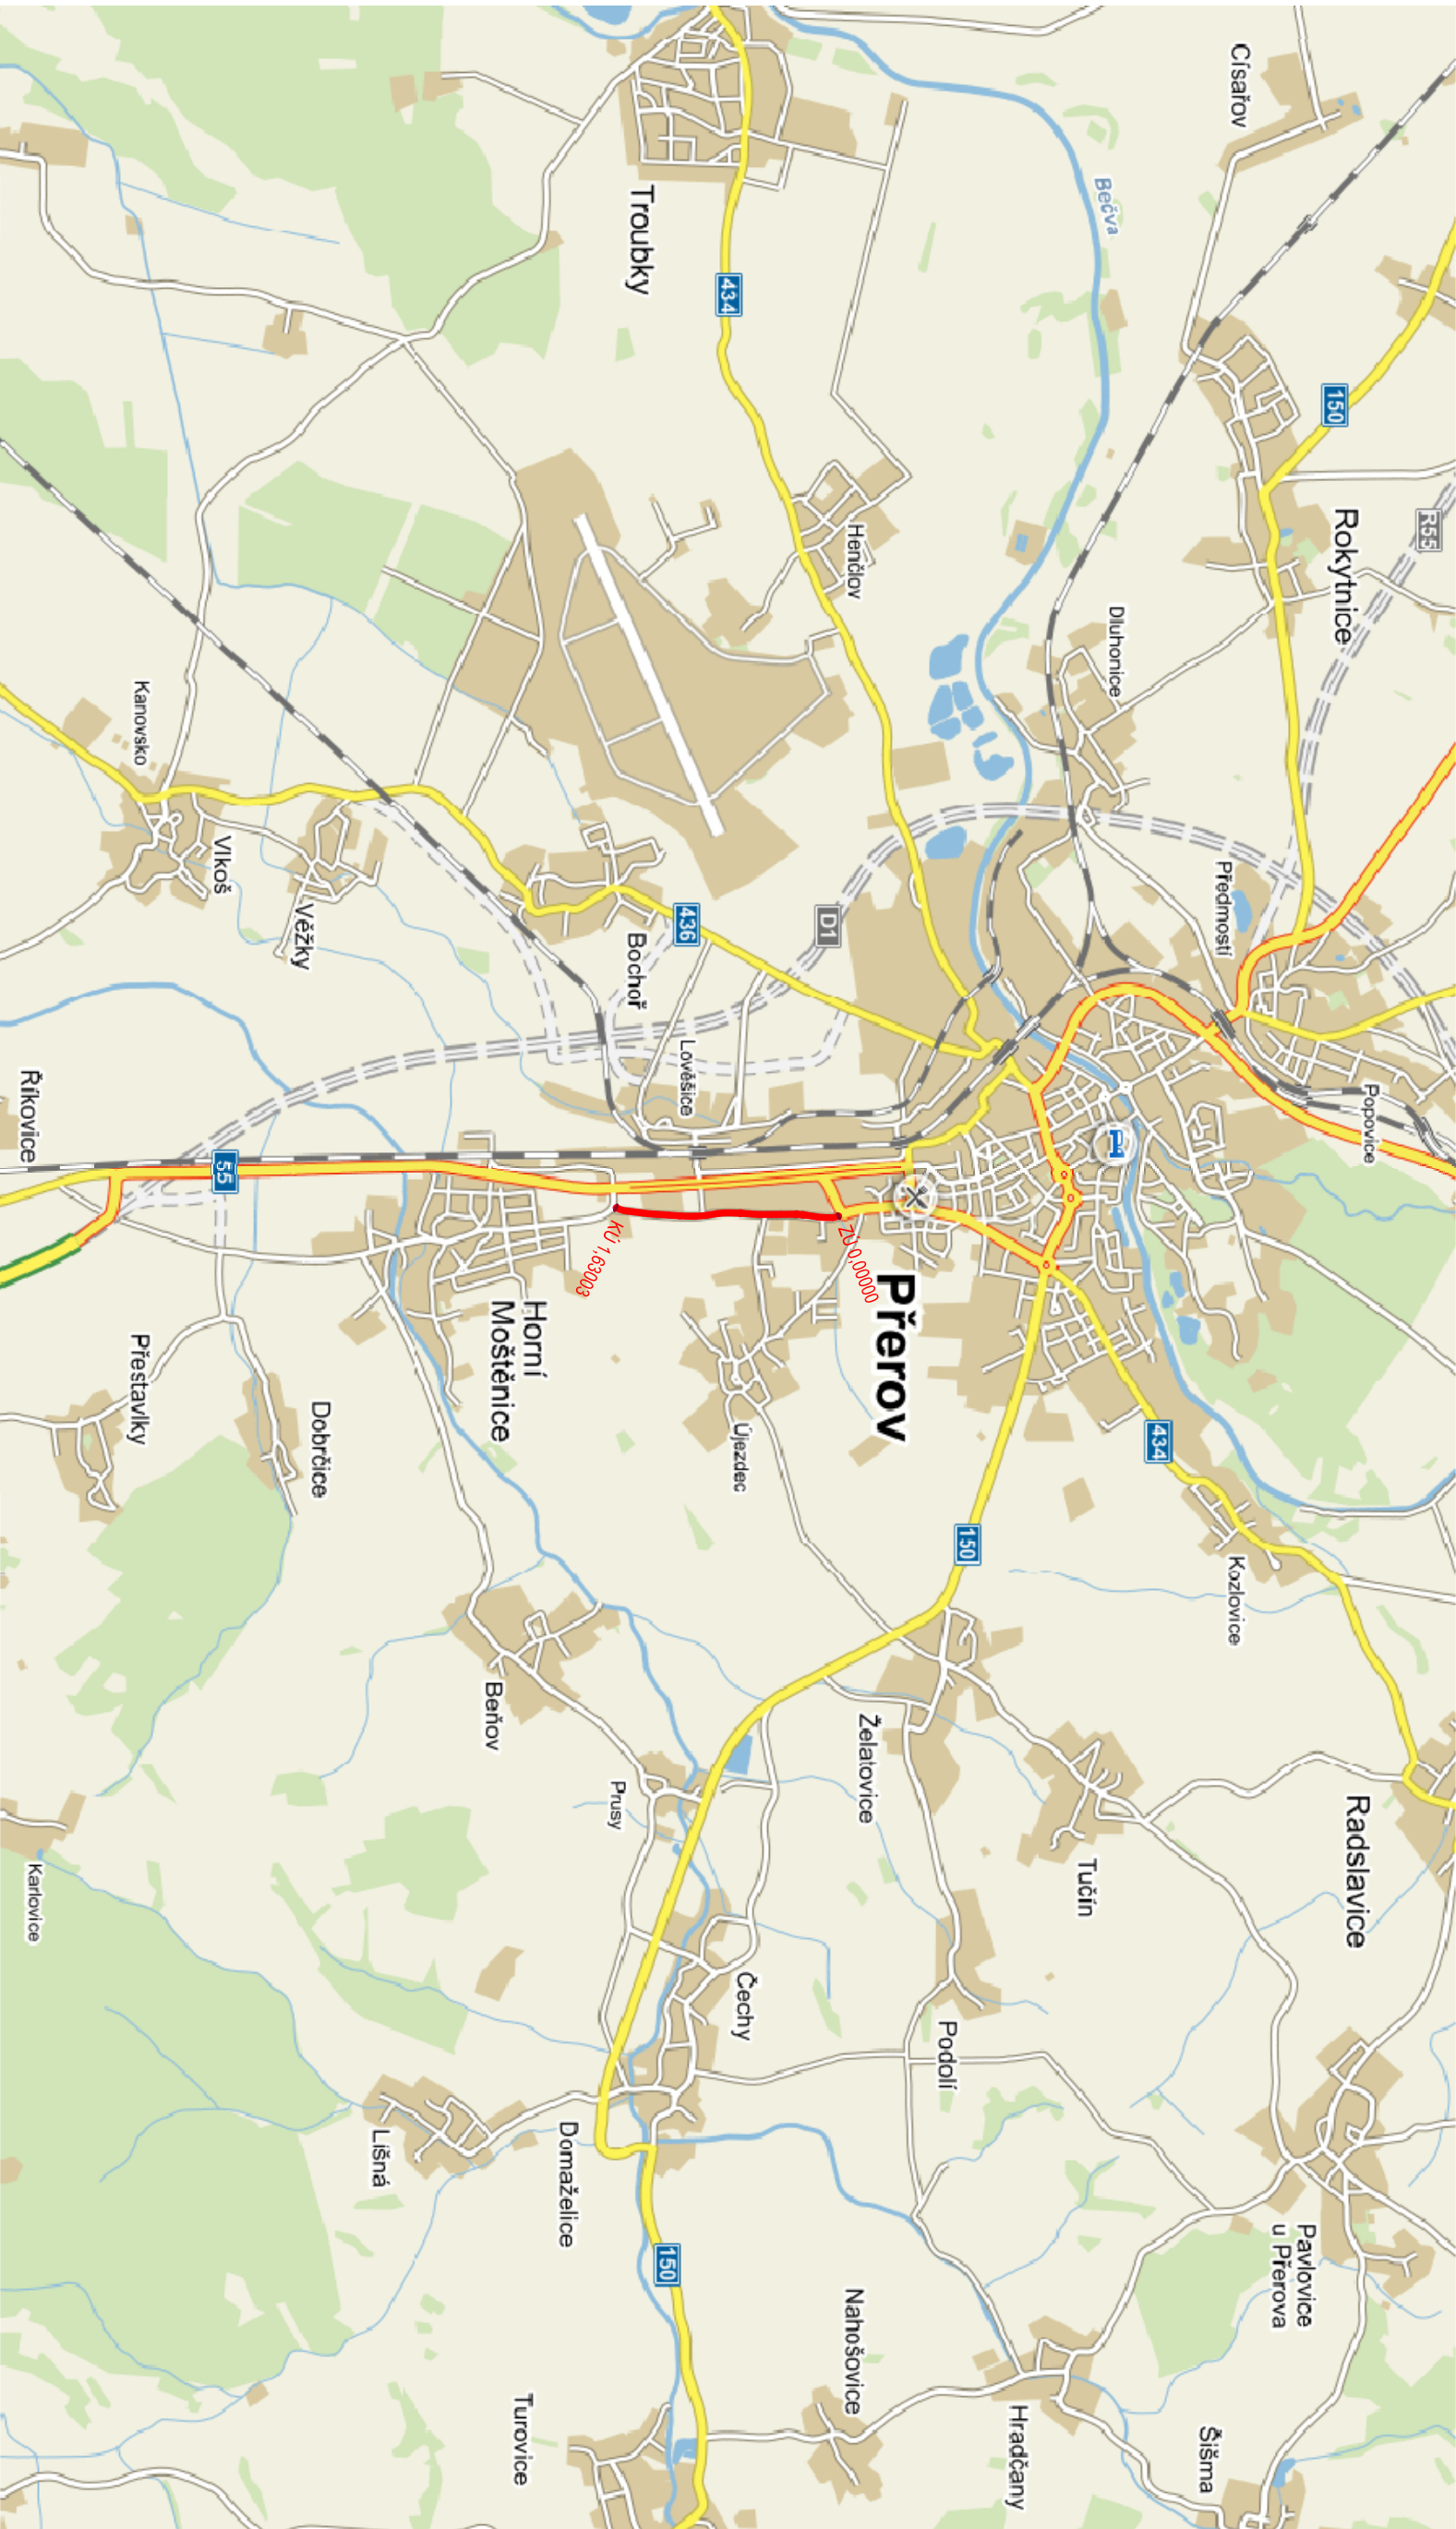 Císařov
Troubky
434
Bečva
150
Rokytnice
R55
Henčlov
Dluhonice
Předmostí
Popovice
Kanovsko
Vlkoš
Věžky
Bochoř
436
D1
Lověšice
Říkovice
55
KÚ 1,63003
ZÚ 0,00000
Přerov
Horní
Moštěnice
Újezdec
Přestavlky
Dobrčice
434
150
Kozlovice
Beňov
Prusy
Želatovice
Tučín
Radslavice
Karlovice
Čechy
Podolí
Líšná
Domaželice
150
Pavlovice
u Přerova
Nahošovice
Turovice
Hradčany
Šišma